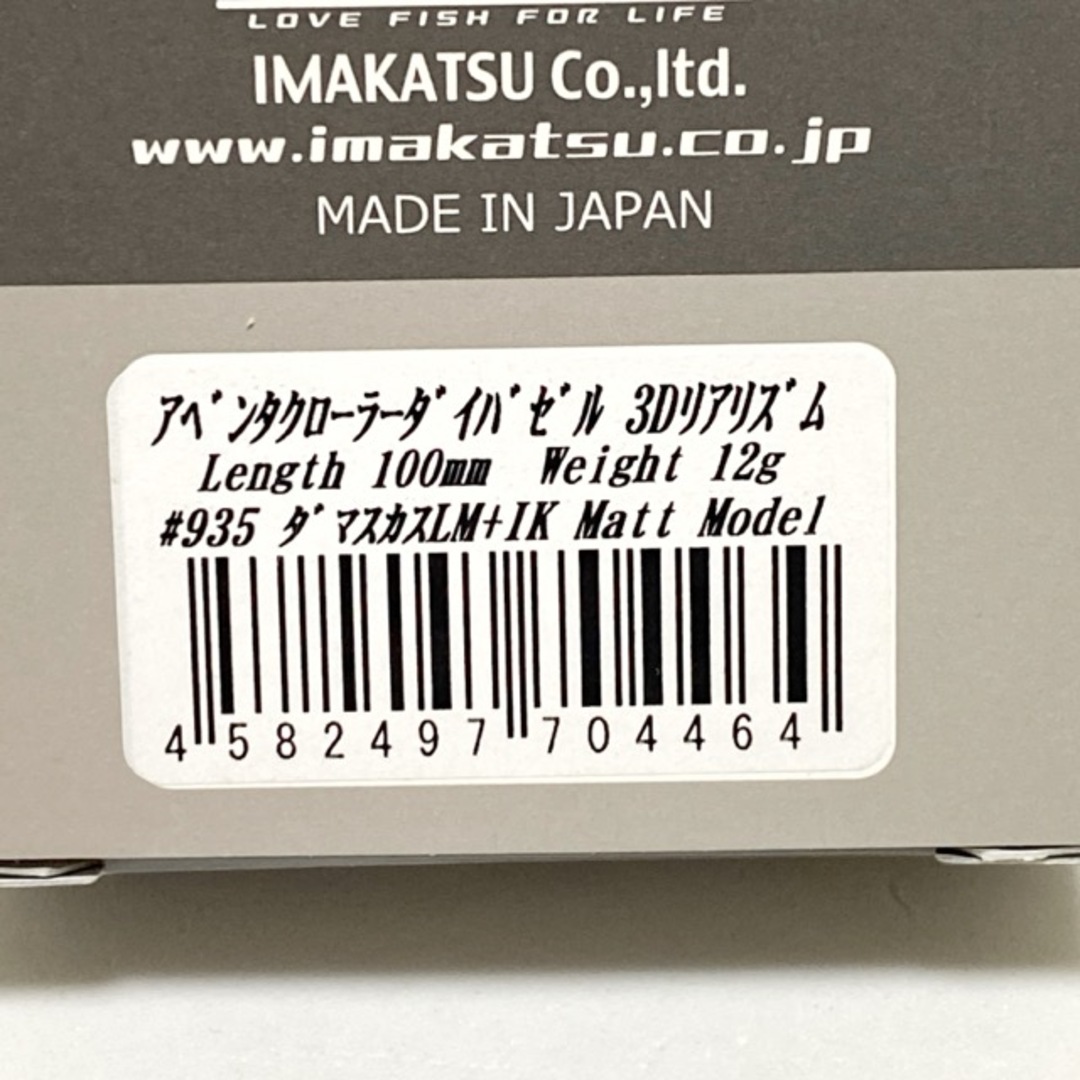 LOVE FISH FOR LIFE
IMAKATSU Co.,ltd.
www.imakatsu.co.jp
MADE IN JAPAN
アベンタクローラーダイバゼル 3Dリアリズム
Length 100mm Weight 12g
#935 ダマスカスLM+IK Matt Model
4 582497 704464